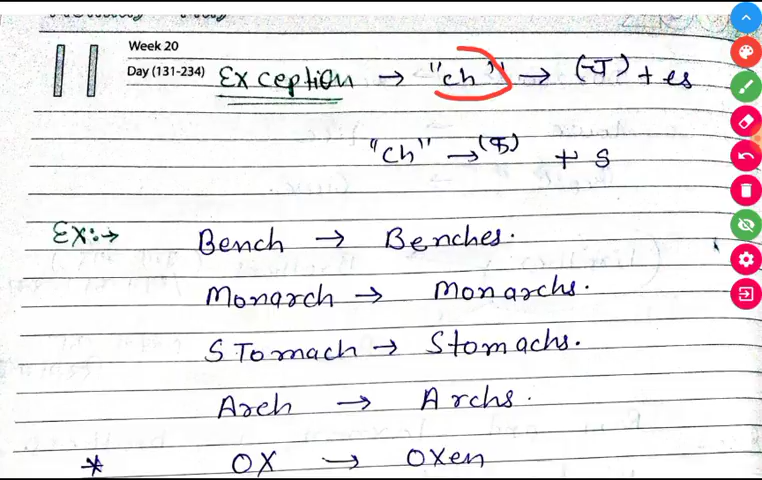 Week 20
Day (131-234) Exception → "ch" → (च) + es
"ch" → (क) + s
Ex:→ Bench → Benches.
Monarch → Monarchs.
STomach → Stomachs.
Arch → Archs.
* OX → OXen